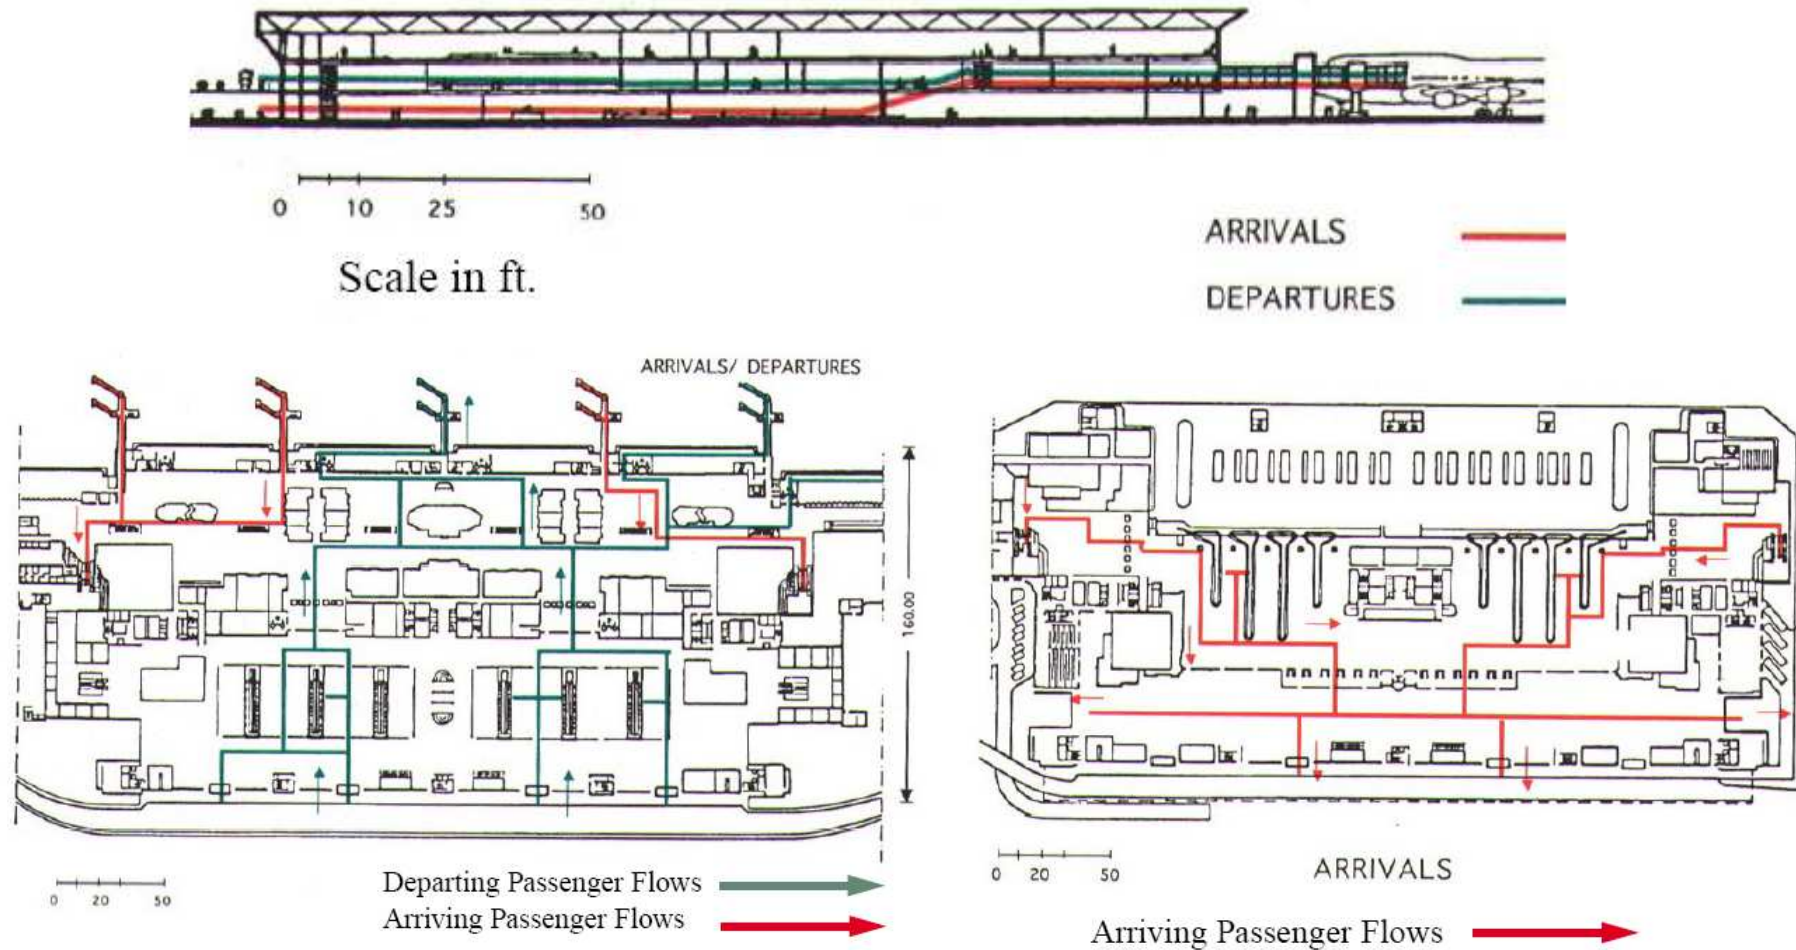 0 10 25 50
Scale in ft.
ARRIVALS
DEPARTURES
ARRIVALS/ DEPARTURES
160.00
0 20 50
Departing Passenger Flows
Arriving Passenger Flows
0 20 50
ARRIVALS
Arriving Passenger Flows